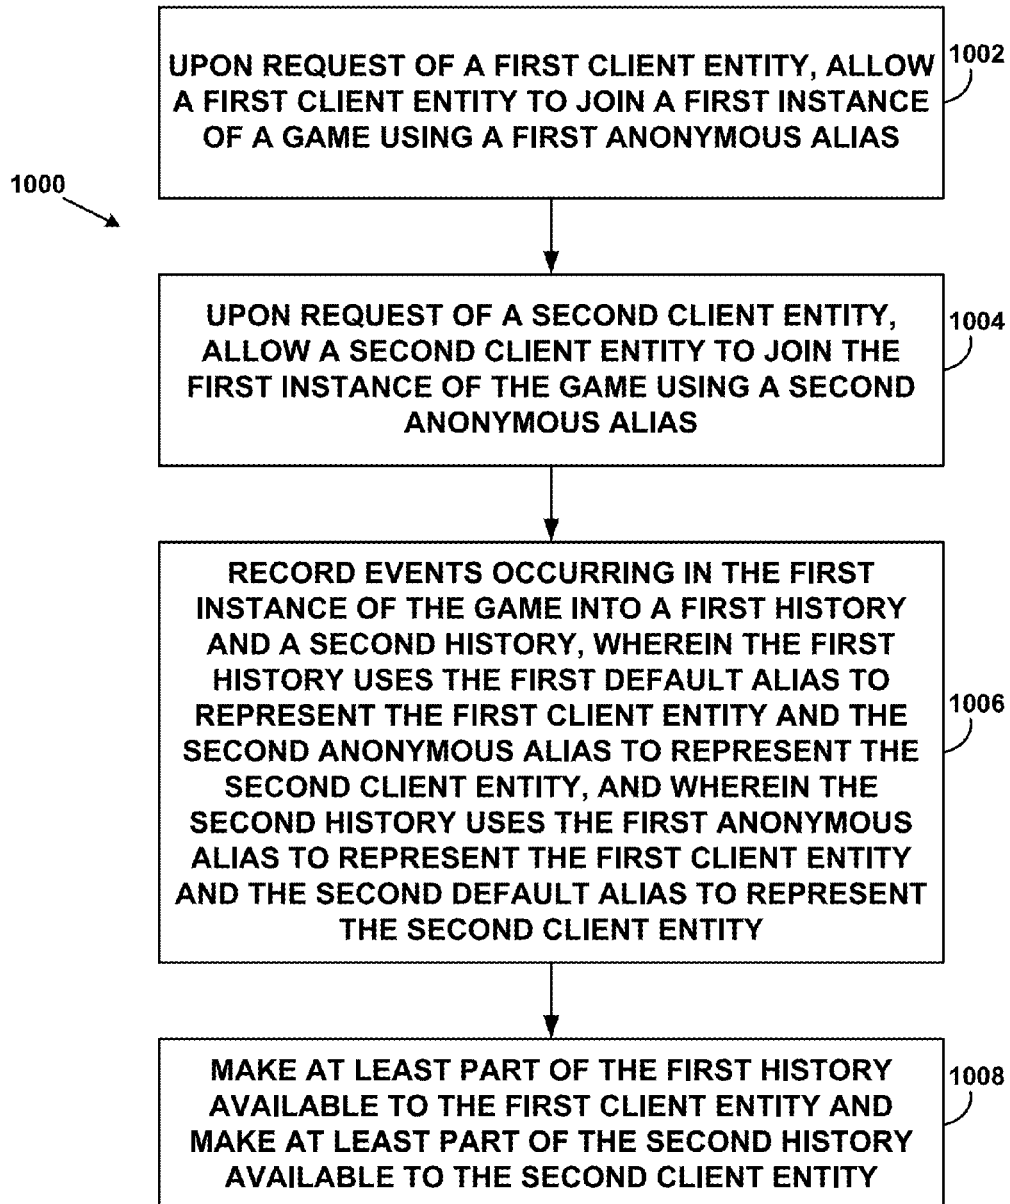 UPON REQUEST OF A FIRST CLIENT ENTITY, ALLOW
A FIRST CLIENT ENTITY TO JOIN A FIRST INSTANCE
OF A GAME USING A FIRST ANONYMOUS ALIAS
1002
1000
UPON REQUEST OF A SECOND CLIENT ENTITY,
ALLOW A SECOND CLIENT ENTITY TO JOIN THE
FIRST INSTANCE OF THE GAME USING A SECOND
ANONYMOUS ALIAS
1004
RECORD EVENTS OCCURRING IN THE FIRST
INSTANCE OF THE GAME INTO A FIRST HISTORY
AND A SECOND HISTORY, WHEREIN THE FIRST
HISTORY USES THE FIRST DEFAULT ALIAS TO
REPRESENT THE FIRST CLIENT ENTITY AND THE
SECOND ANONYMOUS ALIAS TO REPRESENT THE
SECOND CLIENT ENTITY, AND WHEREIN THE
SECOND HISTORY USES THE FIRST ANONYMOUS
ALIAS TO REPRESENT THE FIRST CLIENT ENTITY
AND THE SECOND DEFAULT ALIAS TO REPRESENT
THE SECOND CLIENT ENTITY
1006
MAKE AT LEAST PART OF THE FIRST HISTORY
AVAILABLE TO THE FIRST CLIENT ENTITY AND
MAKE AT LEAST PART OF THE SECOND HISTORY
AVAILABLE TO THE SECOND CLIENT ENTITY
1008